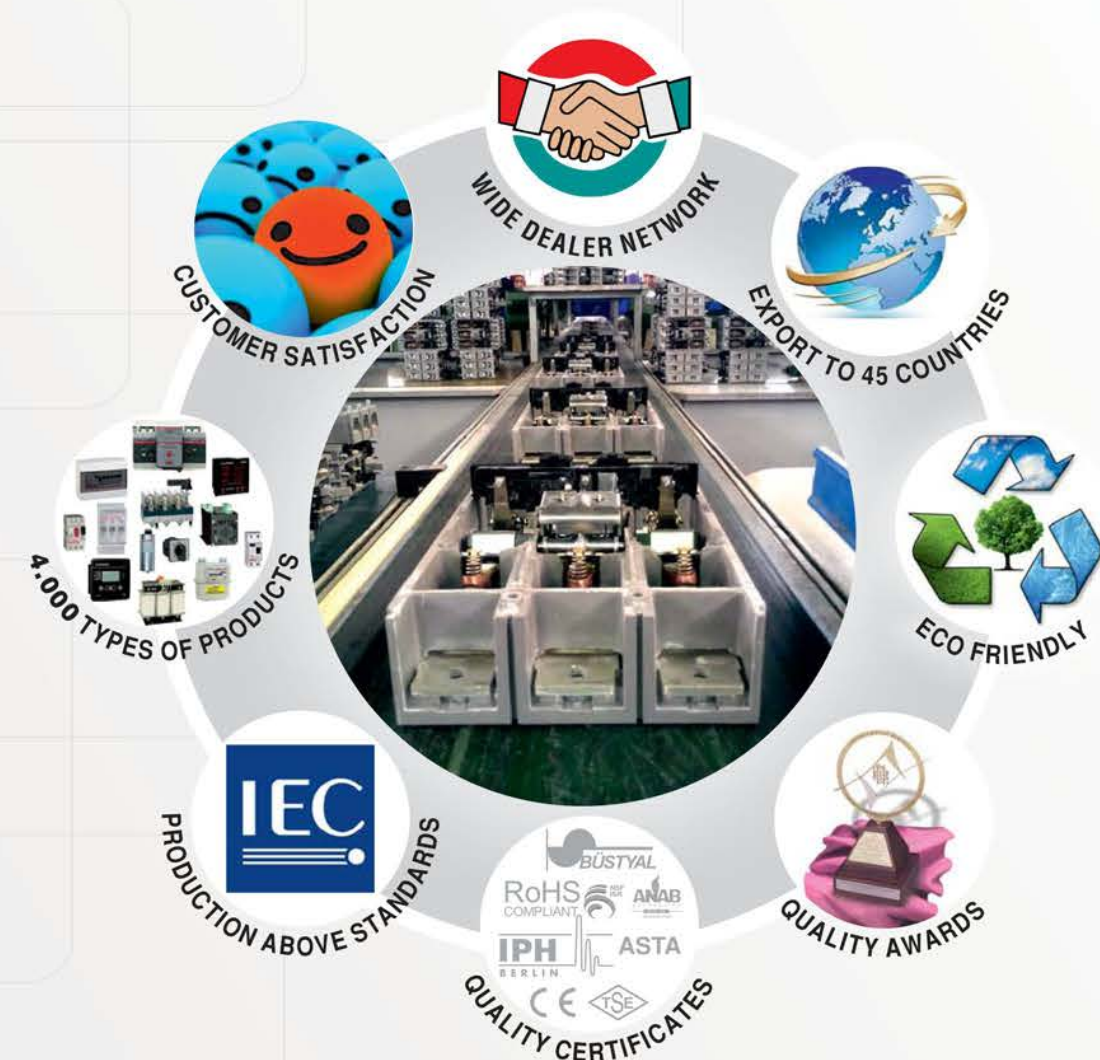 WIDE DEALER NETWORK
EXPORT TO 45 COUNTRIES
ECO FRIENDLY
QUALITY AWARDS
BÜSTYAL
RoHS
COMPLIANT
ANAB
IPH
BERLIN
ASTA
CE
TSE
QUALITY CERTIFICATES
IEC
PRODUCTION ABOVE STANDARDS
4.000 TYPES OF PRODUCTS
CUSTOMER SATISFACTION